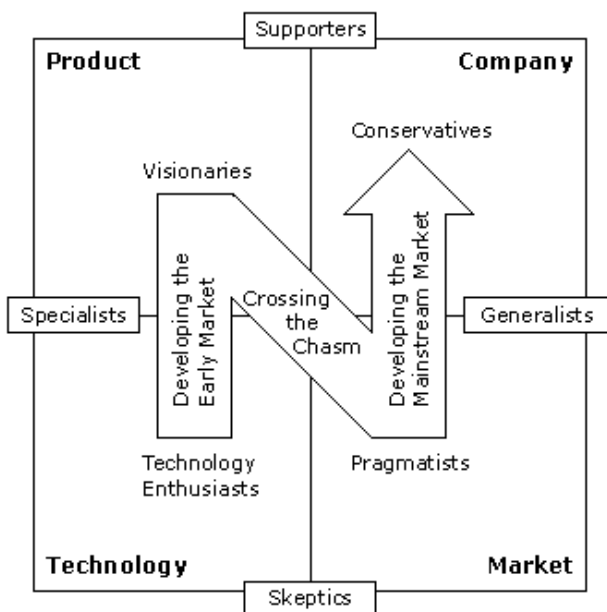 Supporters
Product
Company
Conservatives
Visionaries
Developing the
Early Market
Crossing
the
Chasm
Developing the
Mainstream Market
Specialists
Generalists
Technology
Enthusiasts
Pragmatists
Technology
Market
Skeptics